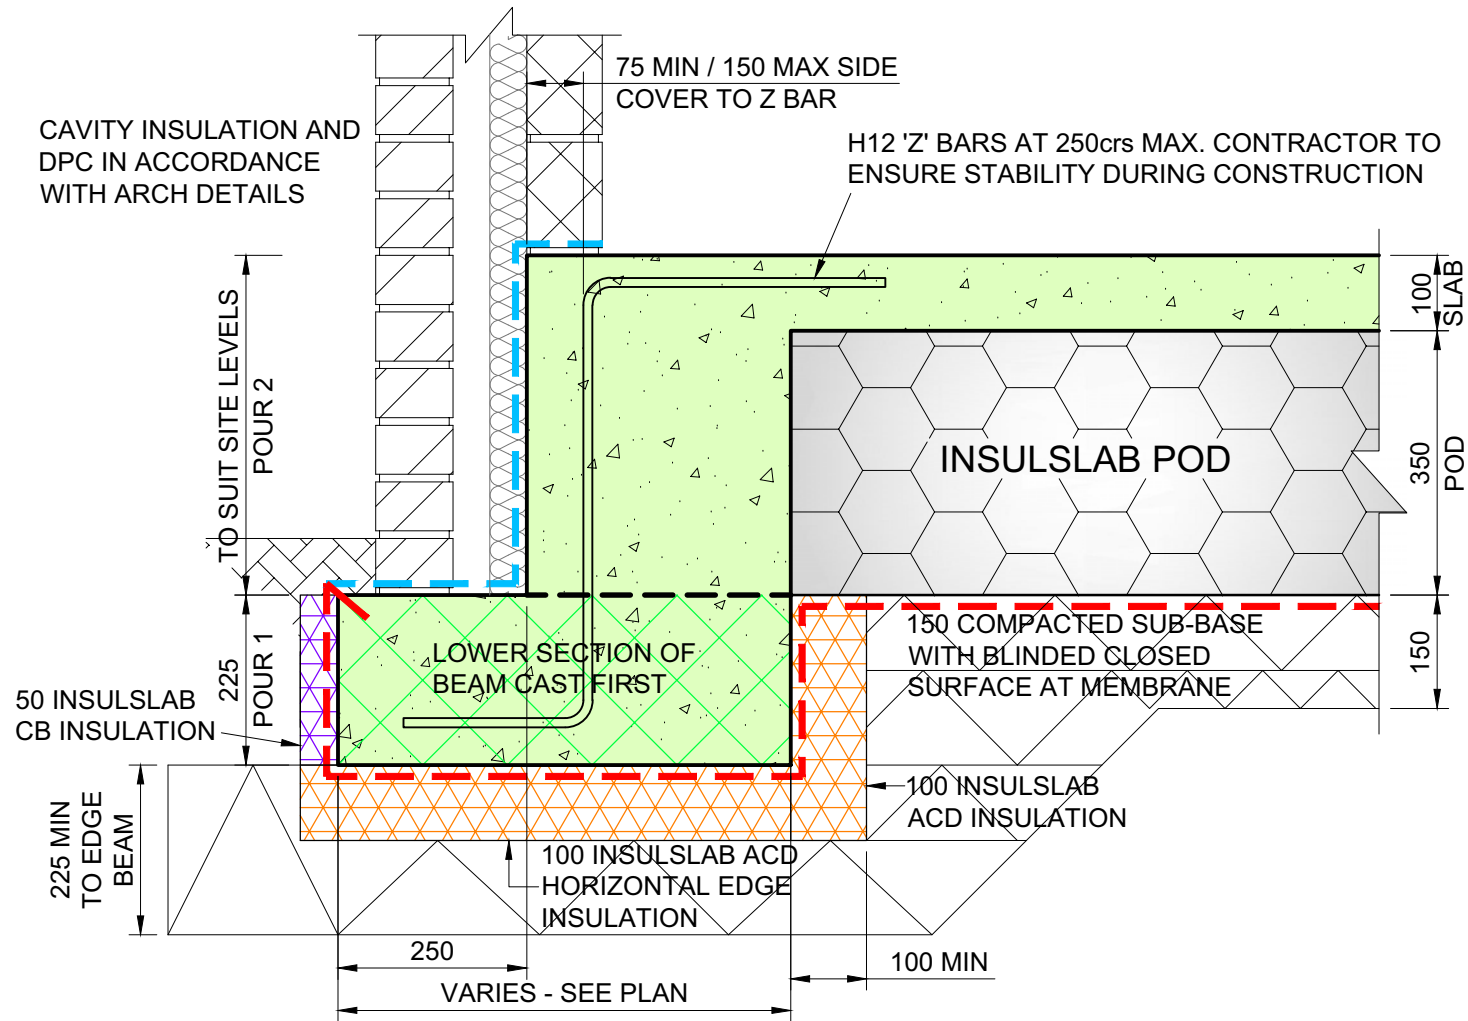 75 MIN / 150 MAX SIDE
COVER TO Z BAR
CAVITY INSULATION AND
DPC IN ACCORDANCE
WITH ARCH DETAILS
H12 'Z' BARS AT 250crs MAX. CONTRACTOR TO
ENSURE STABILITY DURING CONSTRUCTION
TO SUIT SITE LEVELS
POUR 2
100
SLAB
INSULSLAB POD
350
POD
225
POUR 1
LOWER SECTION OF
BEAM CAST FIRST
150 COMPACTED SUB-BASE
WITH BLINDED CLOSED
SURFACE AT MEMBRANE
150
50 INSULSLAB
CB INSULATION
225 MIN
TO EDGE
BEAM
100 INSULSLAB
ACD INSULATION
100 INSULSLAB ACD
HORIZONTAL EDGE
INSULATION
250
100 MIN
VARIES - SEE PLAN